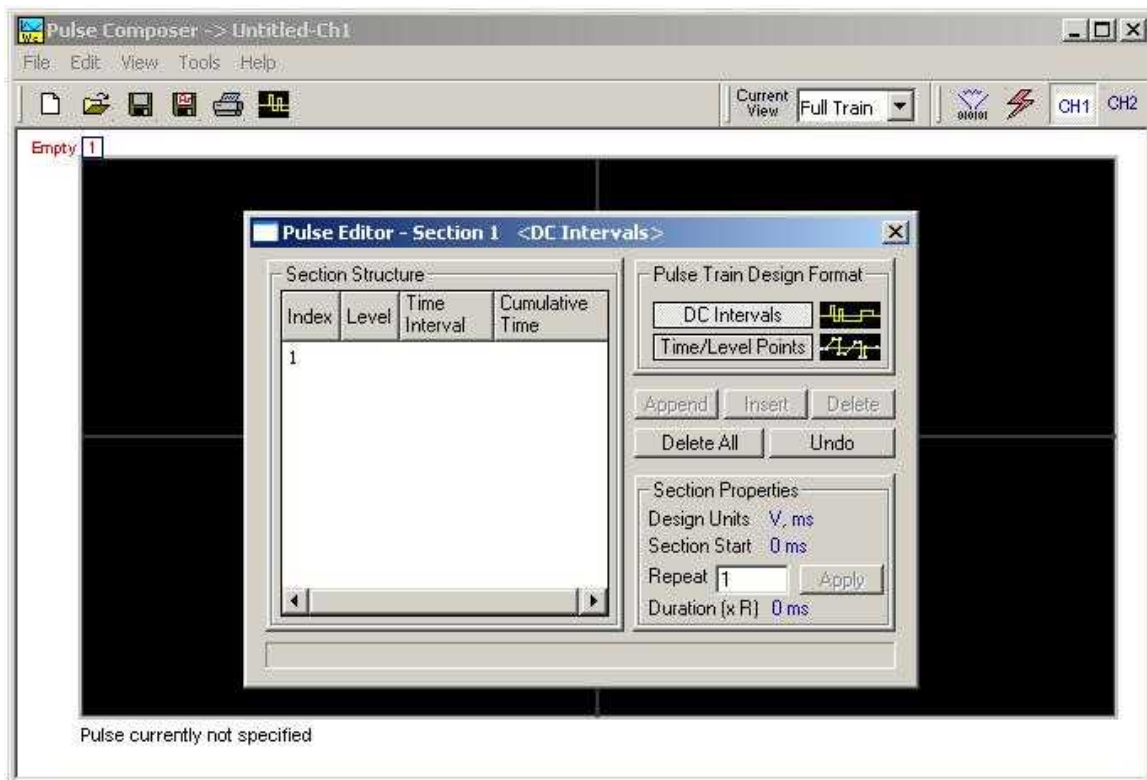 Pulse Composer -> Untitled-Ch1
File Edit View Tools Help
Current View Full Train
010101
CH1 CH2
Empty 1
Pulse Editor - Section 1 <DC Intervals>
Section Structure
Index Level Time Interval Cumulative Time
1
Pulse Train Design Format
DC Intervals
Time/Level Points
Append Insert Delete
Delete All Undo
Section Properties
Design Units V, ms
Section Start 0 ms
Repeat 1 Apply
Duration (x R) 0 ms
Pulse currently not specified